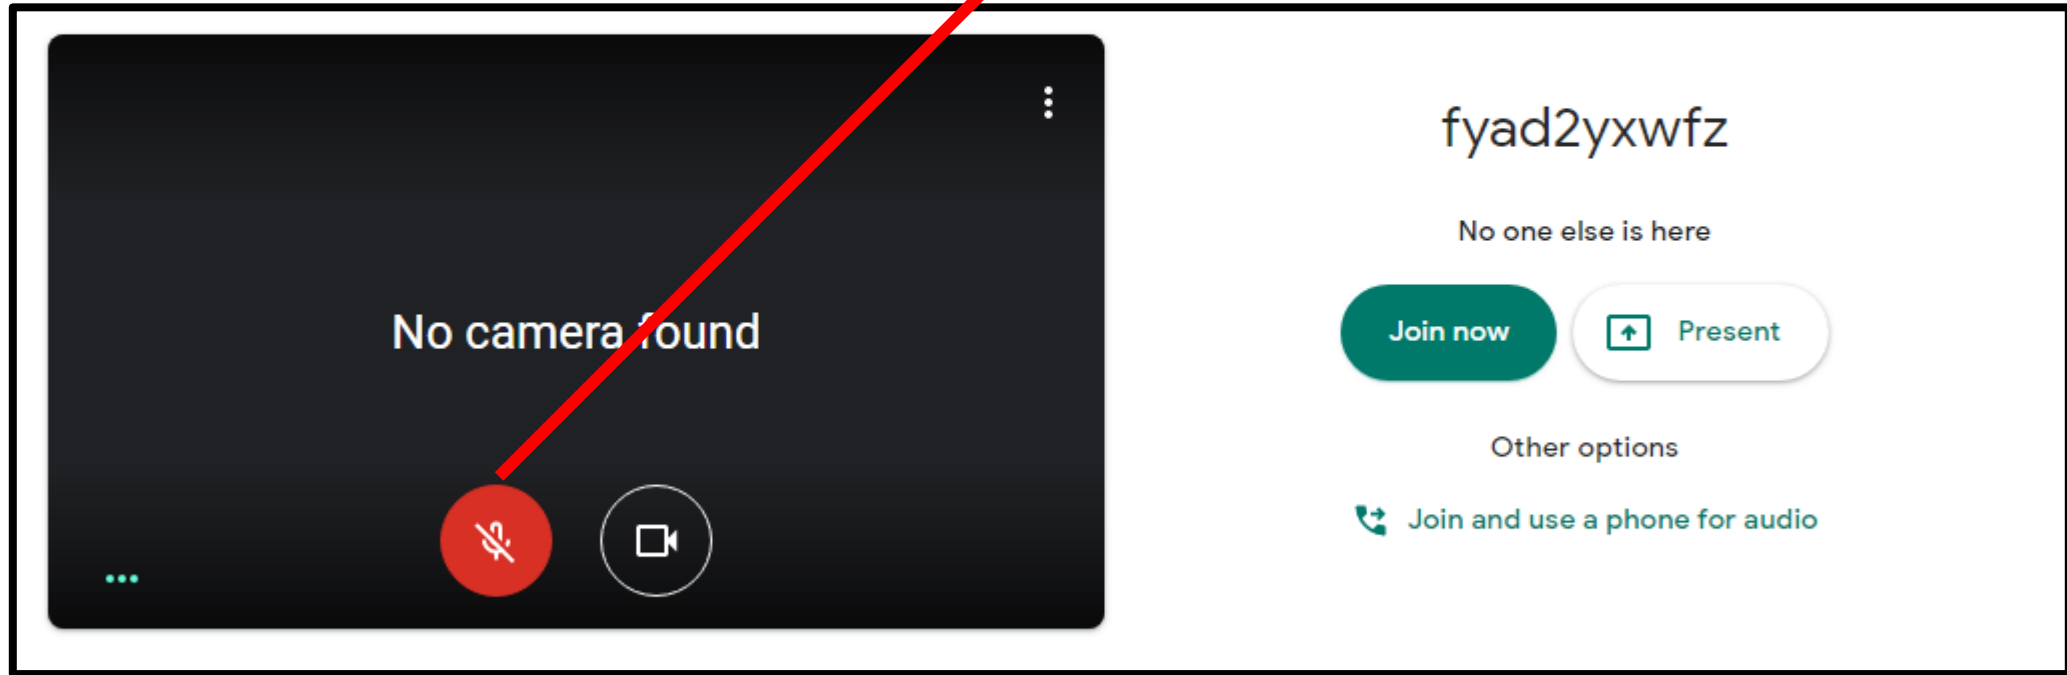 No camera found
fyad2yxwfz
No one else is here
Join now
Present
Other options
Join and use a phone for audio